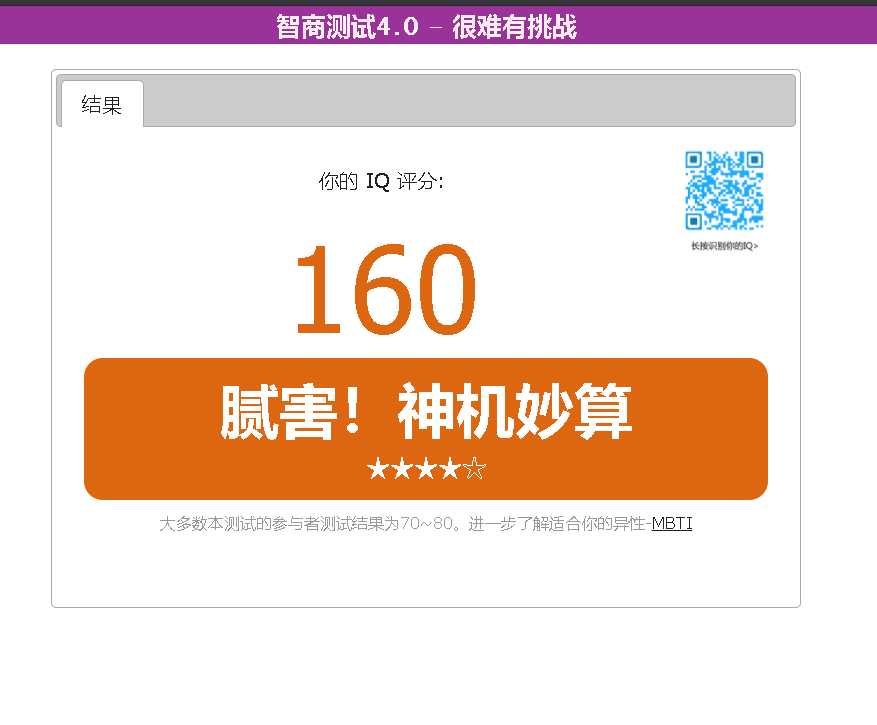 智商测试4.0 - 很难有挑战
结果
你的 IQ 评分:
长按识别你的IQ>
160
腻害！神机妙算
★★★★☆
大多数本测试的参与者测试结果为70~80。进一步了解适合你的异性-MBTI